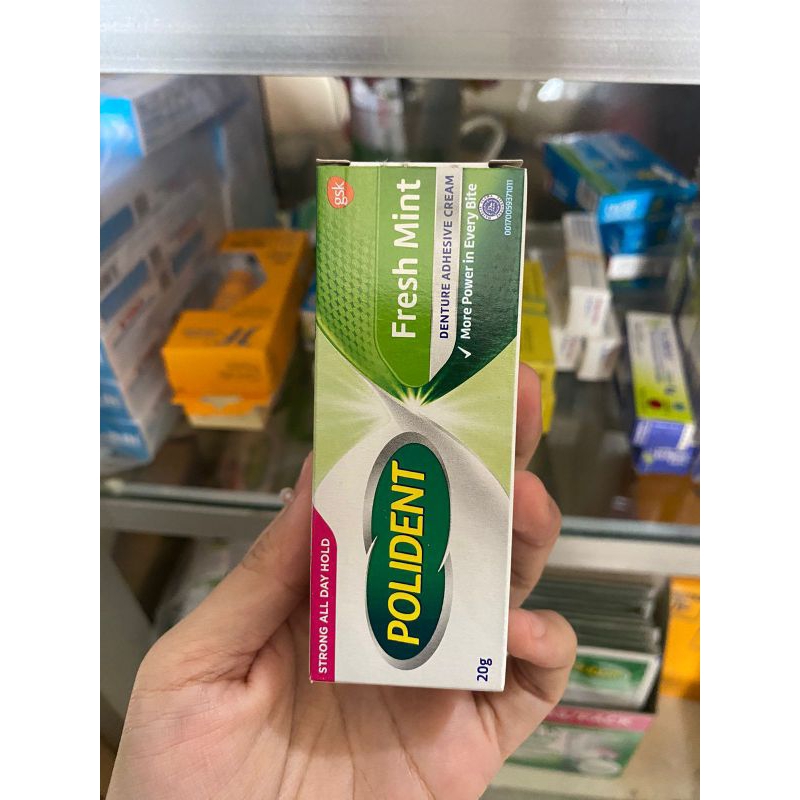 gsk
Fresh Mint
DENTURE ADHESIVE CREAM
✓ More Power in Every Bite
POLIDENT
STRONG ALL DAY HOLD
20g